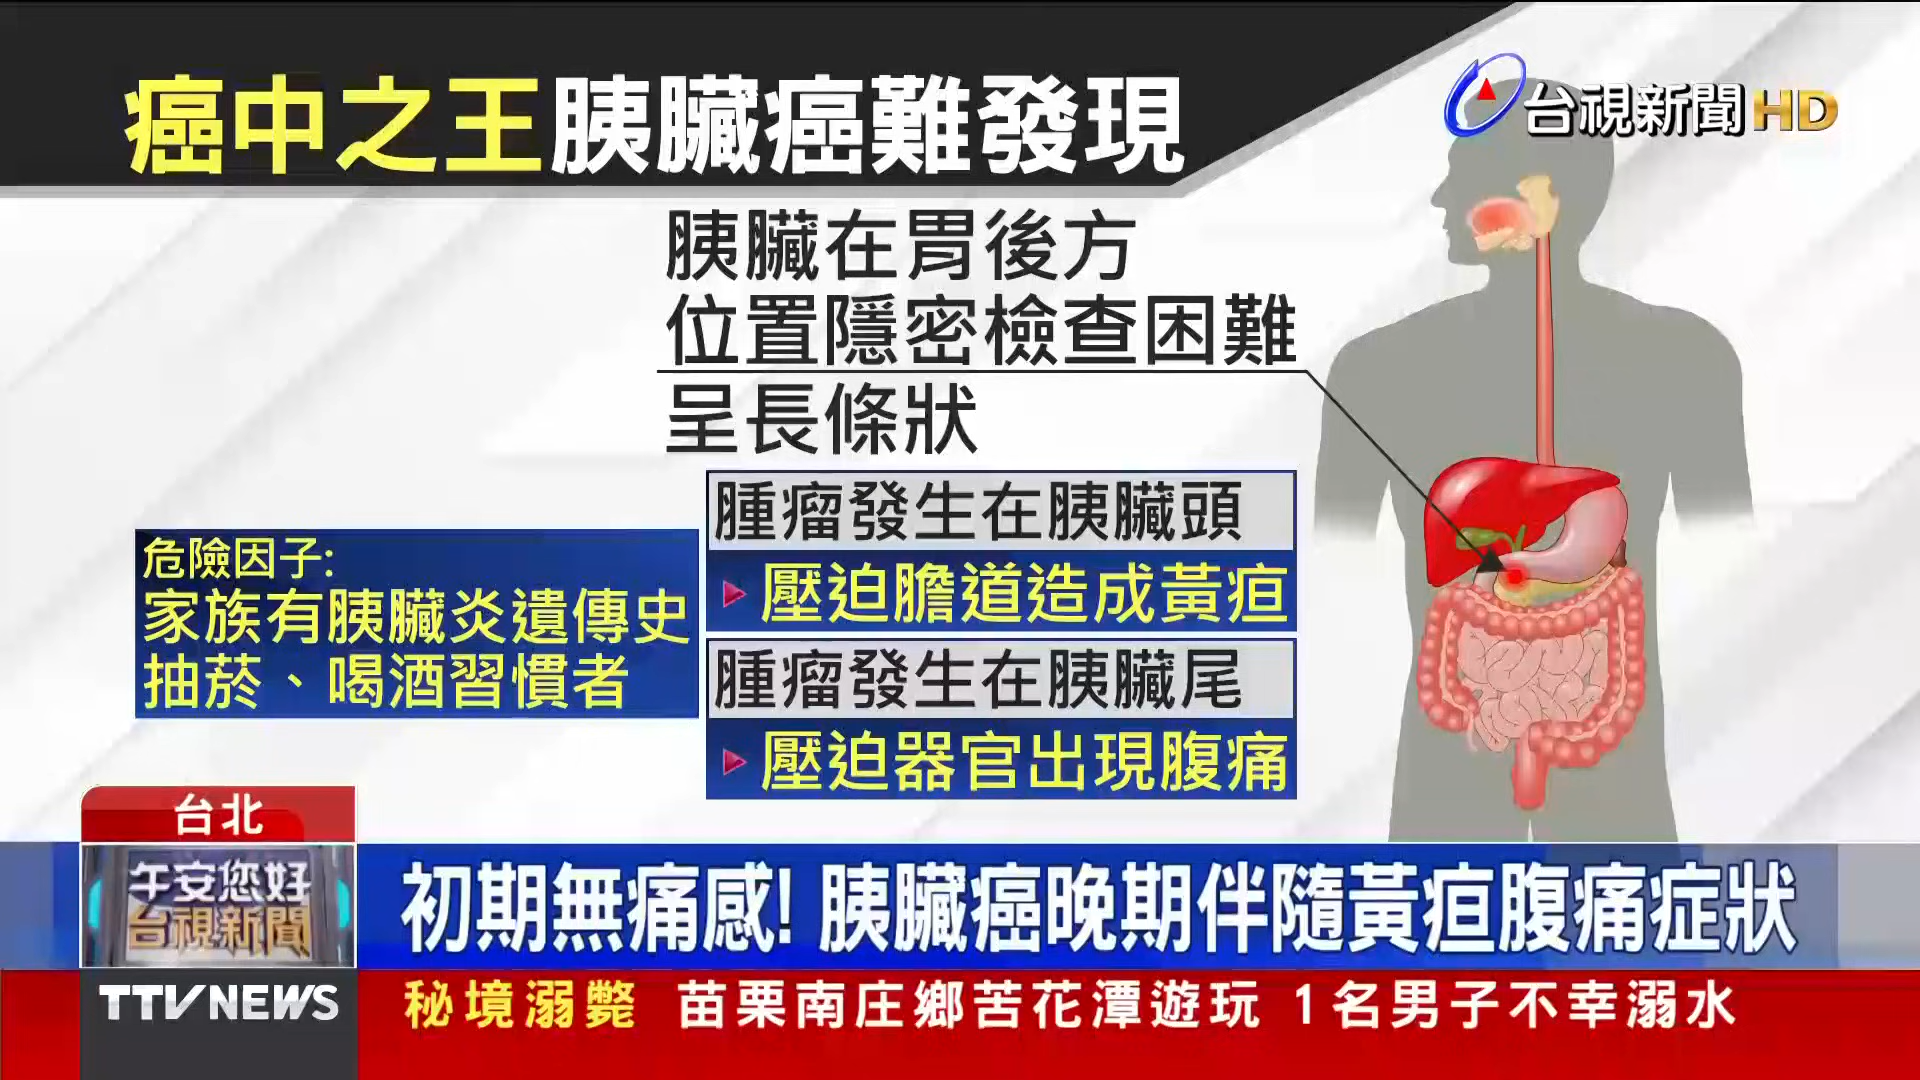 癌中之王胰臟癌難發現
台視新聞HD
胰臟在胃後方
位置隱密檢查困難
呈長條狀
腫瘤發生在胰臟頭
壓迫膽道造成黃疸
腫瘤發生在胰臟尾
壓迫器官出現腹痛
危險因子:
家族有胰臟炎遺傳史
抽菸、喝酒習慣者
台北
午安您好
台視新聞
初期無痛感! 胰臟癌晚期伴隨黃疸腹痛症狀
TTV NEWS
秘境溺斃 苗栗南庄鄉苦花潭遊玩 1名男子不幸溺水